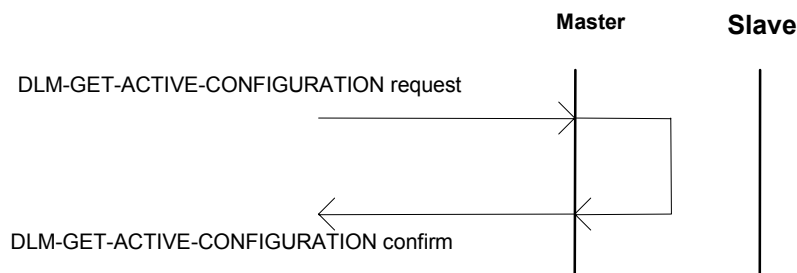 Master
Slave
DLM-GET-ACTIVE-CONFIGURATION request
DLM-GET-ACTIVE-CONFIGURATION confirm